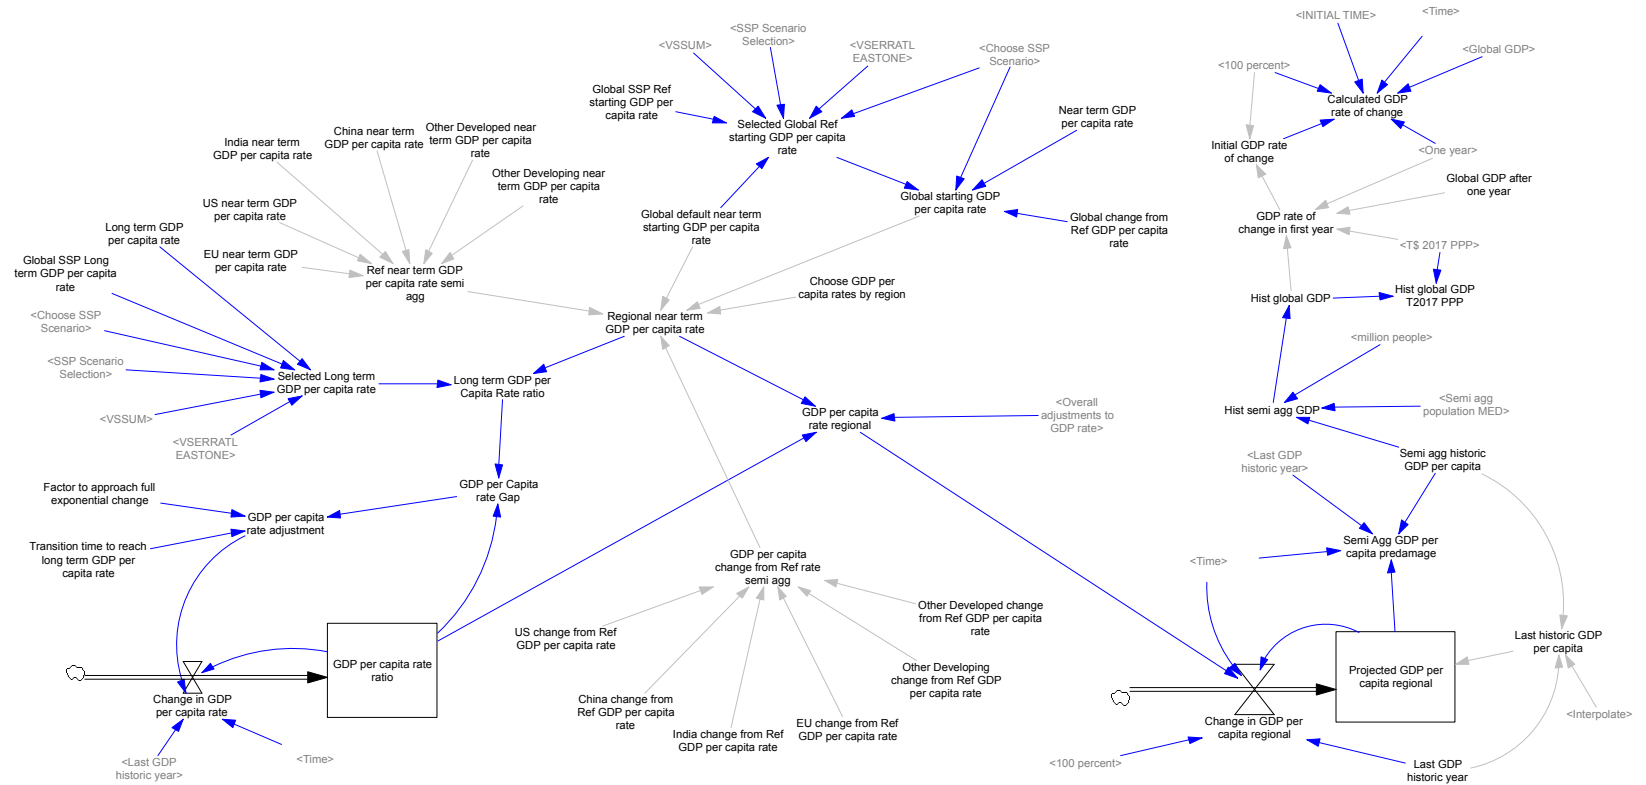 <INITIAL TIME>
<Time>
<SSP Scenario
Selection>
<VSSUM>
<VSERRATL
EASTONE>
<Choose SSP
Scenario>
<Global GDP>
<100 percent>
Global SSP Ref
starting GDP per
capita rate
Calculated GDP
rate of change
Near term GDP
per capita rate
Selected Global Ref
starting GDP per capita
rate
India near term
GDP per capita rate
China near term
GDP per capita rate
Other Developed near
term GDP per capita
rate
Initial GDP rate
of change
<One year>
Other Developing near
term GDP per capita
rate
Global GDP after
one year
US near term GDP
per capita rate
Global starting GDP
per capita rate
Global default near term
starting GDP per capita
rate
Global change from
Ref GDP per capita
rate
GDP rate of
change in first year
Long term GDP
per capita rate
EU near term GDP
per capita rate
<T$ 2017 PPP>
Global SSP Long
term GDP per capita
rate
Ref near term GDP
per capita rate semi
agg
Choose GDP per
capita rates by region
Hist global GDP
Hist global GDP
T2017 PPP
<Choose SSP
Scenario>
Regional near term
GDP per capita rate
<million people>
<SSP Scenario
Selection>
Selected Long term
GDP per capita rate
Long term GDP per
Capita Rate ratio
<Overall
adjustments to
GDP rate>
GDP per capita
rate regional
Hist semi agg GDP
<Semi agg
population MED>
<VSSUM>
<VSERRATL
EASTONE>
<Last GDP
historic year>
Semi agg historic
GDP per capita
Factor to approach full
exponential change
GDP per Capita
rate Gap
GDP per capita
rate adjustment
Semi Agg GDP per
capita predamage
Transition time to reach
long term GDP per
capita rate
GDP per capita
change from Ref rate
semi agg
<Time>
US change from Ref
GDP per capita rate
Other Developed change
from Ref GDP per capita
rate
Last historic GDP
per capita
GDP per capita rate
ratio
Other Developing
change from Ref GDP
per capita rate
Projected GDP per
capita regional
Change in GDP
per capita rate
China change from
Ref GDP per capita
rate
India change from Ref
GDP per capita rate
EU change from Ref
GDP per capita rate
Change in GDP per
capita regional
<Interpolate>
<Last GDP
historic year>
<Time>
<100 percent>
Last GDP
historic year